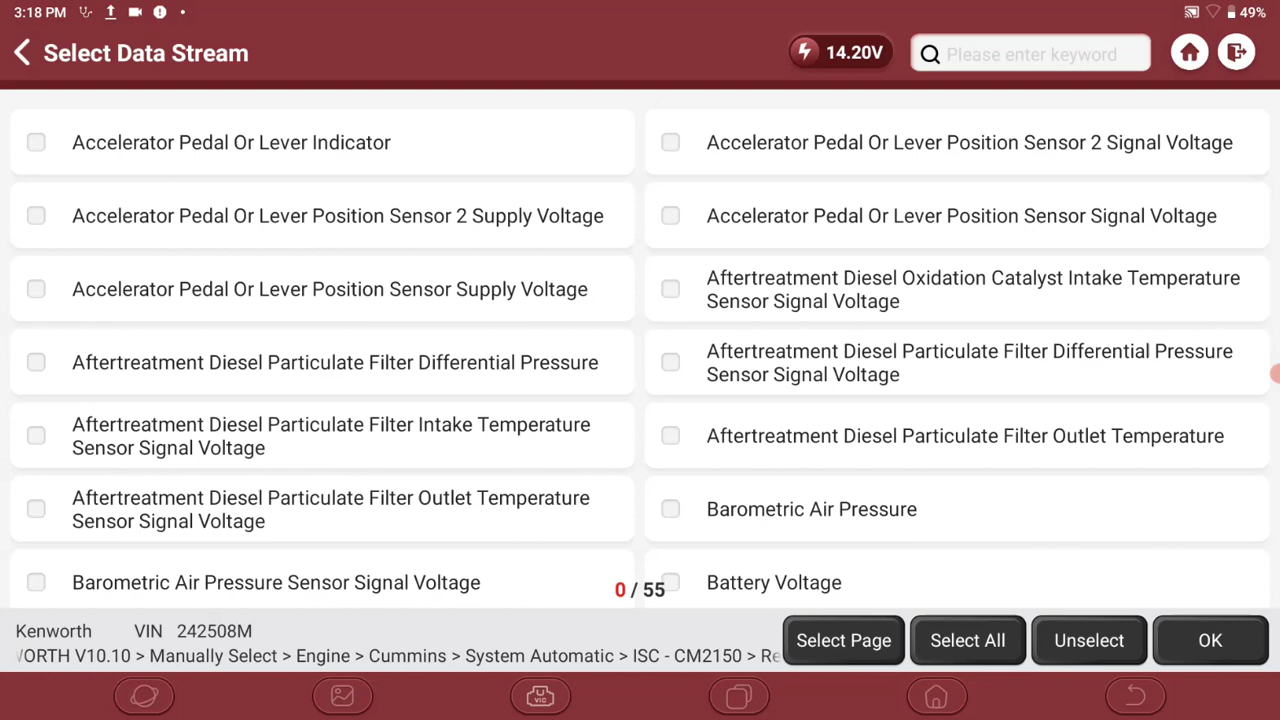 3:18 PM
49%
Select Data Stream
14.20V
Please enter keyword
Accelerator Pedal Or Lever Indicator
Accelerator Pedal Or Lever Position Sensor 2 Signal Voltage
Accelerator Pedal Or Lever Position Sensor 2 Supply Voltage
Accelerator Pedal Or Lever Position Sensor Signal Voltage
Accelerator Pedal Or Lever Position Sensor Supply Voltage
Aftertreatment Diesel Oxidation Catalyst Intake Temperature
Sensor Signal Voltage
Aftertreatment Diesel Particulate Filter Differential Pressure
Aftertreatment Diesel Particulate Filter Differential Pressure
Sensor Signal Voltage
Aftertreatment Diesel Particulate Filter Intake Temperature
Sensor Signal Voltage
Aftertreatment Diesel Particulate Filter Outlet Temperature
Aftertreatment Diesel Particulate Filter Outlet Temperature
Sensor Signal Voltage
Barometric Air Pressure
Barometric Air Pressure Sensor Signal Voltage
0 / 55
Battery Voltage
Kenworth VIN 242508M
ORTH V10.10 > Manually Select > Engine > Cummins > System Automatic > ISC - CM2150 > Re
Select Page
Select All
Unselect
OK
VIC